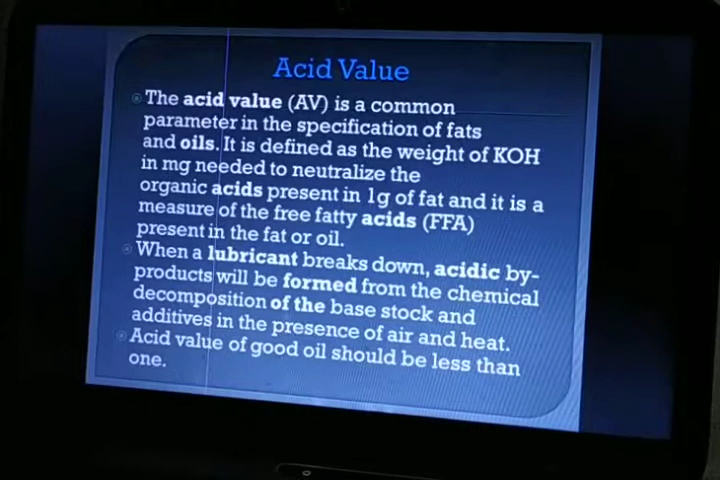 Acid Value
The acid value (AV) is a common
parameter in the specification of fats
and oils. It is defined as the weight of KOH
in mg needed to neutralize the
organic acids present in 1g of fat and it is a
measure of the free fatty acids (FFA)
present in the fat or oil.
When a lubricant breaks down, acidic by-
products will be formed from the chemical
decomposition of the base stock and
additives in the presence of air and heat.
Acid value of good oil should be less than
one.